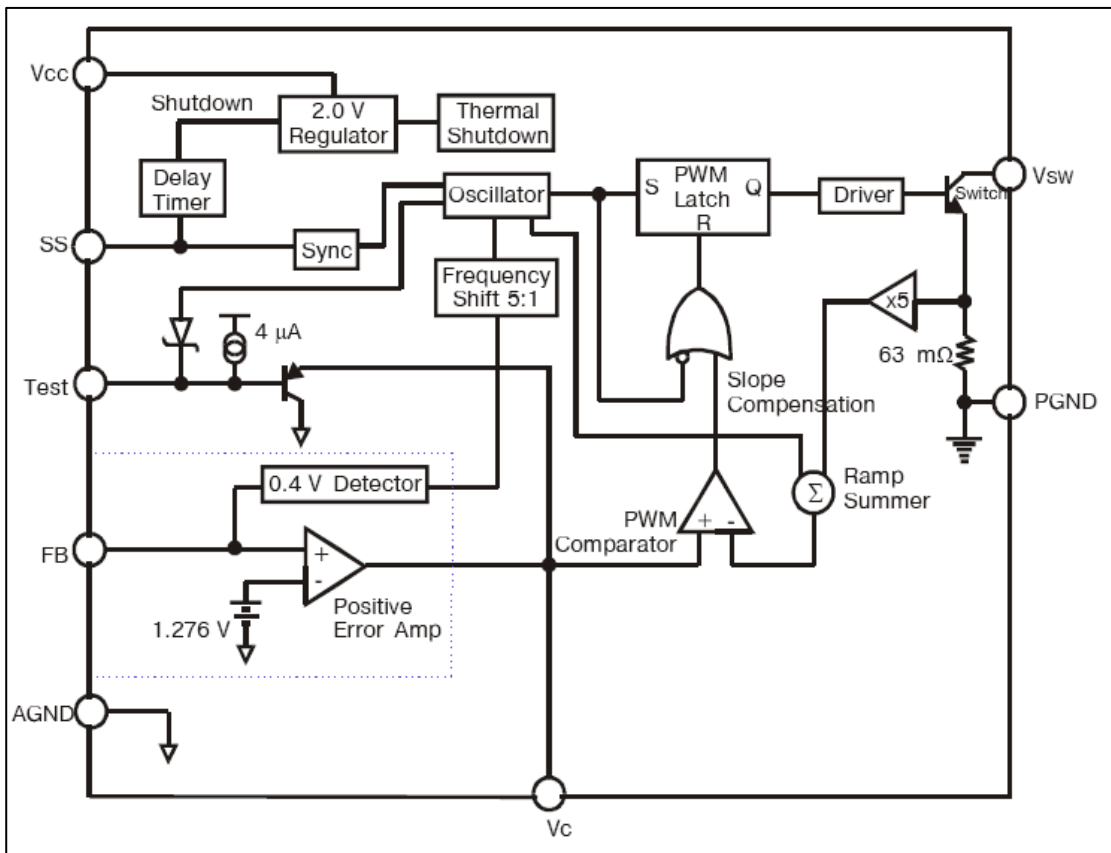 Vcc
Shutdown
2.0 V
Regulator
Thermal
Shutdown
Delay
Timer
SS
Sync
Oscillator
S
PWM
Latch
Q
R
Driver
Switch
Vsw
Frequency
Shift 5:1
x5
63 mΩ
4 μA
Test
Slope
Compensation
PGND
0.4 V Detector
Σ
Ramp
Summer
FB
+
-
PWM
Comparator
+
-
1.276 V
Positive
Error Amp
AGND
Vc